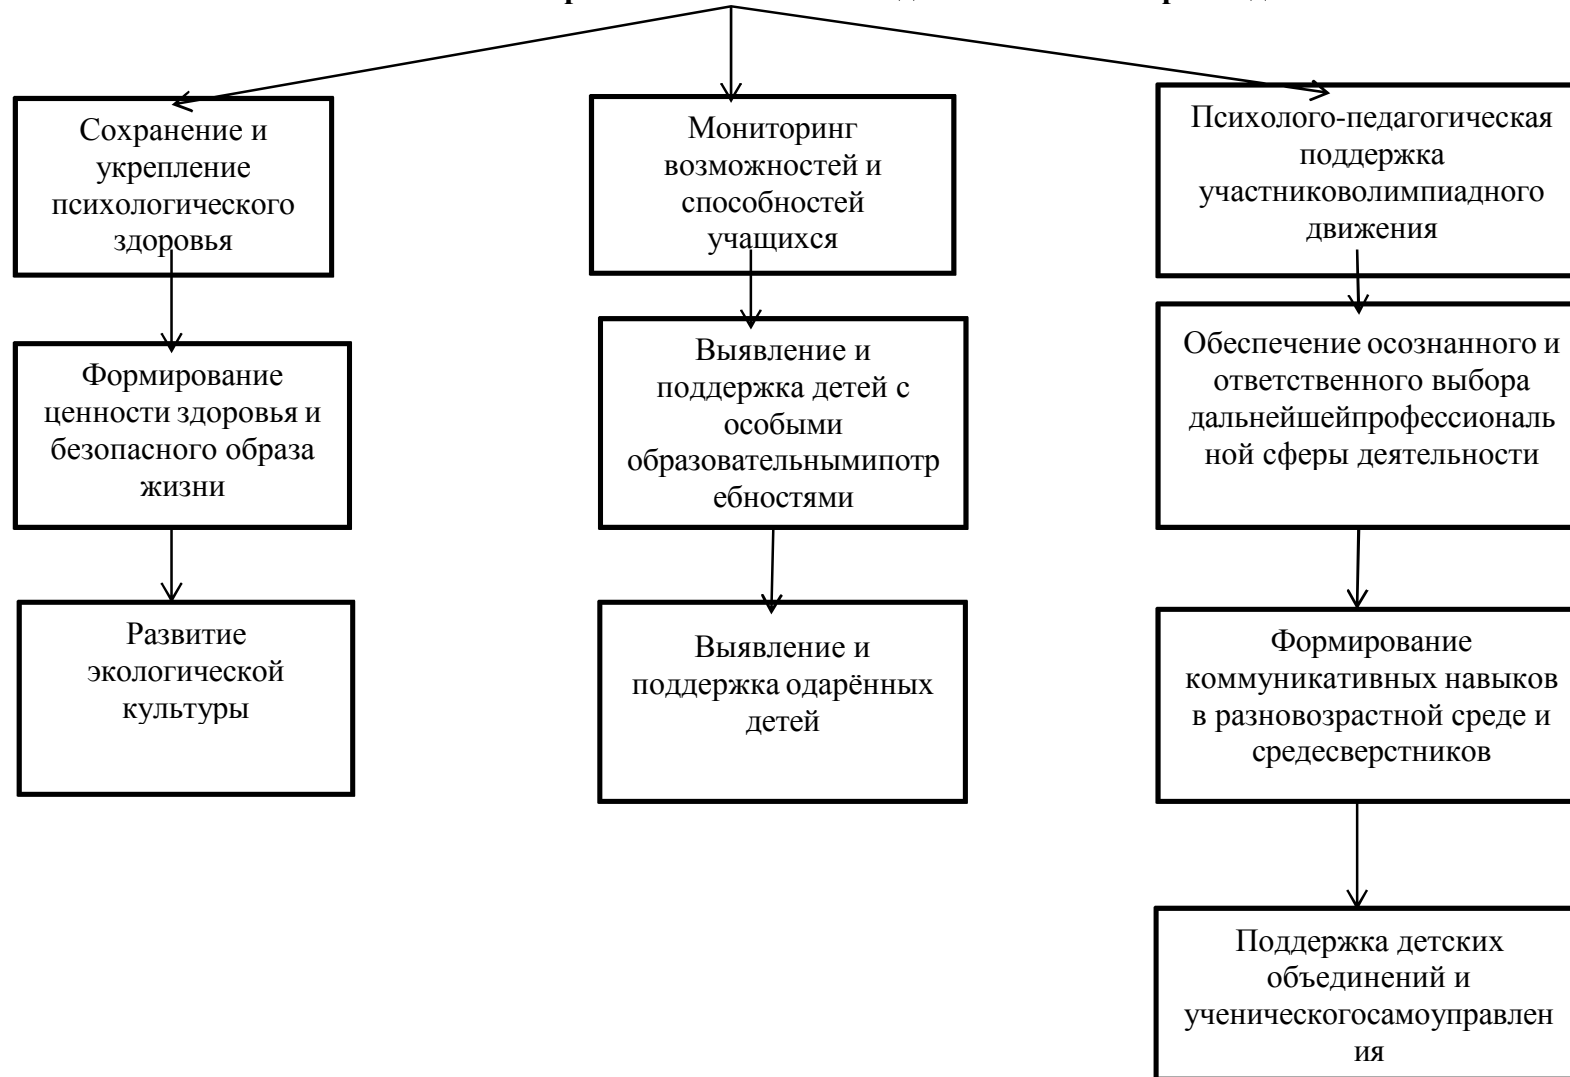 Сохранение и
укрепление
психологического
здоровья
Мониторинг
возможностей и
способностей
учащихся
Психолого-педагогическая
поддержка
участниковолимпиадного
движения
Формирование
ценности здоровья и
безопасного образа
жизни
Выявление и
поддержка детей с
особыми
образовательнымипотр
ебностями
Обеспечение осознанного и
ответственного выбора
дальнейшейпрофессиональ
ной сферы деятельности
Развитие
экологической
культуры
Выявление и
поддержка одарённых
детей
Формирование
коммуникативных навыков
в разновозрастной среде и
средесверстников
Поддержка детских
объединений и
ученическогосамоуправлен
ия